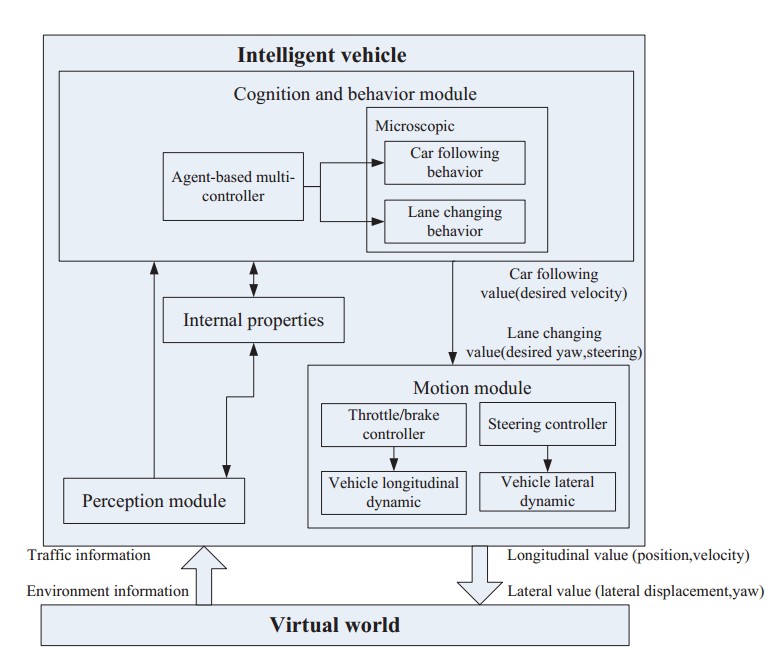 Intelligent vehicle
Cognition and behavior module
Microscopic
Agent-based multi-
controller
Car following
behavior
Lane changing
behavior
Car following
value(desired velocity)
Internal properties
Lane changing
value(desired yaw,steering)
Motion module
Throttle/brake
controller
Steering controller
Vehicle longitudinal
dynamic
Vehicle lateral
dynamic
Perception module
Traffic information
Environment information
Longitudinal value (position,velocity)
Lateral value (lateral displacement,yaw)
Virtual world